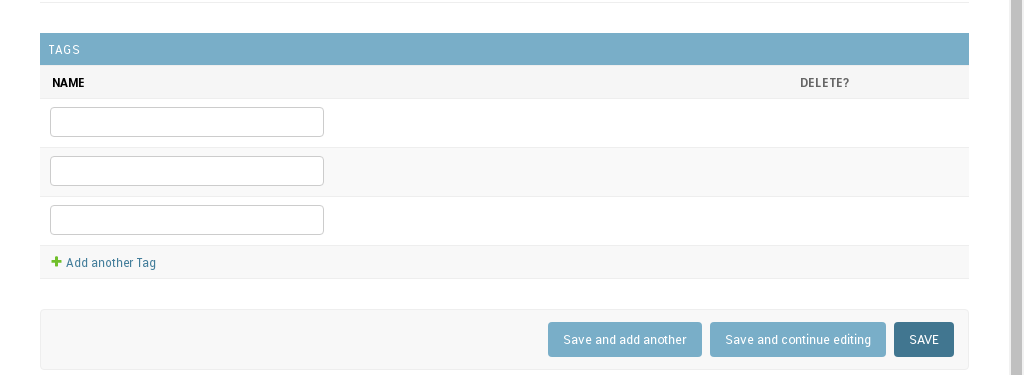 TAGS
NAME DELETE?
Add another Tag
Save and add another Save and continue editing SAVE